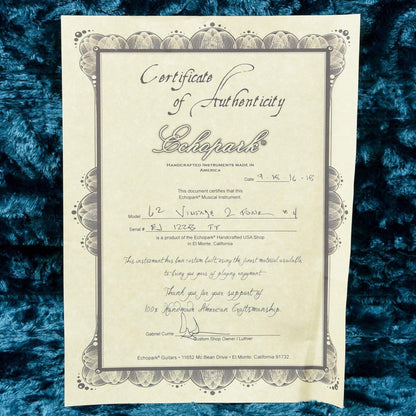 Certificate
of Authenticity
Echopark®
HANDCRAFTED INSTRUMENTS MADE IN
AMERICA
Date
This document certifies that this
Echopark® Musical Instrument.
Model 62 Vintage 2 #4
Serial # EJ 122B FT
is a product of the Echopark® Handcrafted USA Shop
in El Monte, California
This instrument has been custom built using the finest material available
to bring you years of playing enjoyment.
Thank you for your support of
100% Handmade American Craftsmanship.
Gabriel Currie
Custom Shop Owner / Luthier
Echopark® Guitars • 11652 Mc Bean Drive • El Monte, California 91732